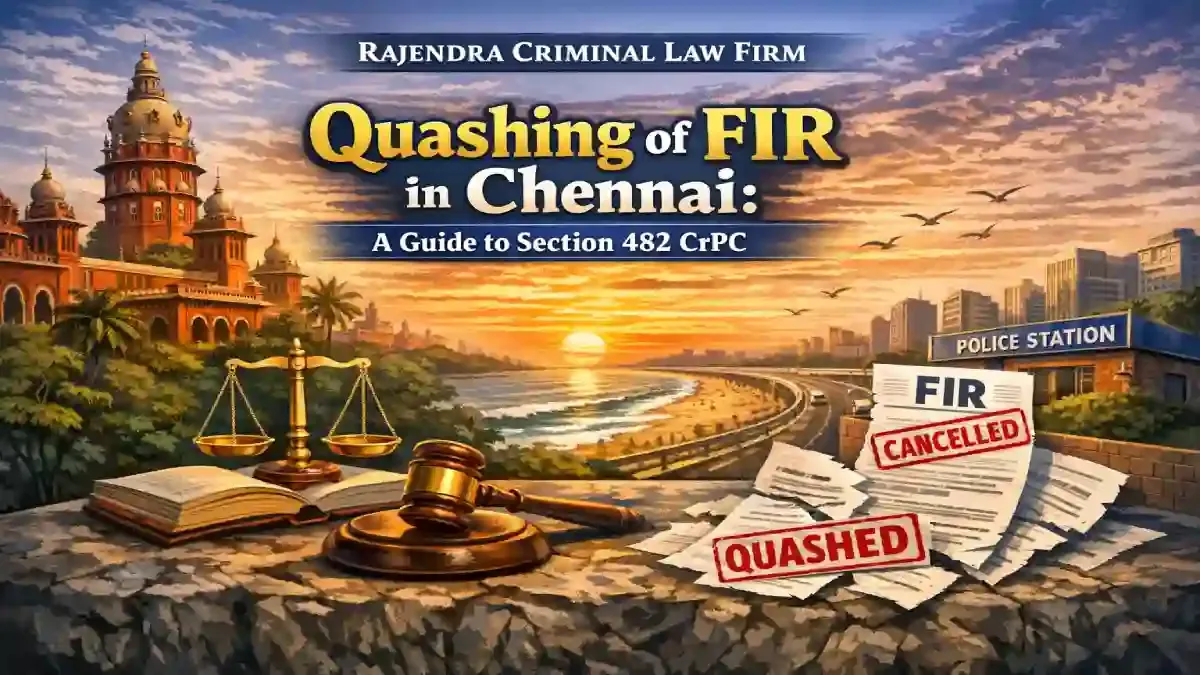 RAJENDRA CRIMINAL LAW FIRM
Quashing of FIR
in Chennai:
A Guide to Section 482 CrPC
POLICE STATION
FIR
CANCELLED
QUASHED